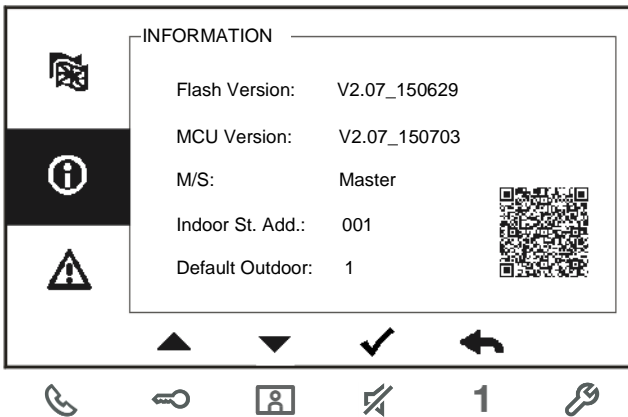 INFORMATION
Flash Version: V2.07_150629
MCU Version: V2.07_150703
M/S: Master
Indoor St. Add.: 001
Default Outdoor: 1
1